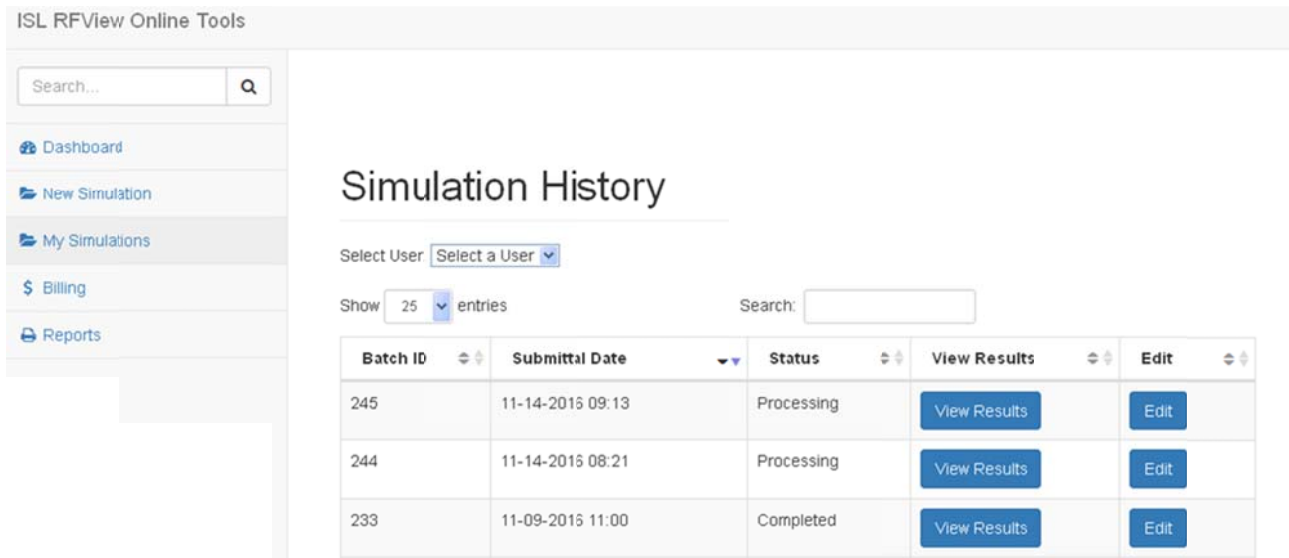 ISL RFView Online Tools
Search...
Dashboard
New Simulation
My Simulations
$ Billing
Reports
Simulation History
Select User Select a User
Show 25 entries Search:
Batch ID Submittal Date Status View Results Edit
245 11-14-2016 09:13 Processing View Results Edit
244 11-14-2016 08:21 Processing View Results Edit
233 11-09-2016 11:00 Completed View Results Edit